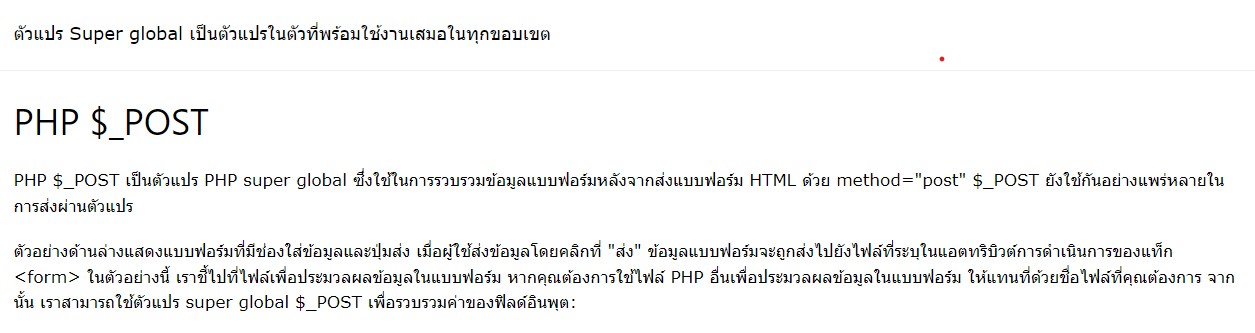 ตัวแปร Super global เป็นตัวแปรในตัวที่พร้อมใช้งานเสมอในทุกขอบเขต
PHP $_POST
PHP $_POST เป็นตัวแปร PHP super global ซึ่งใช้ในการรวบรวมข้อมูลแบบฟอร์มหลังจากส่งแบบฟอร์ม HTML ด้วย method="post" $_POST ยังใช้กันอย่างแพร่หลายใน
การส่งผ่านตัวแปร
ตัวอย่างด้านล่างแสดงแบบฟอร์มที่มีช่องใส่ข้อมูลและปุ่มส่ง เมื่อผู้ใช้ส่งข้อมูลโดยคลิกที่ "ส่ง" ข้อมูลแบบฟอร์มจะถูกส่งไปยังไฟล์ที่ระบุในแอตทริบิวต์การดำเนินการของแท็ก
<form> ในตัวอย่างนี้ เราชี้ไปที่ไฟล์เพื่อประมวลผลข้อมูลในแบบฟอร์ม หากคุณต้องการใช้ไฟล์ PHP อื่นเพื่อประมวลผลข้อมูลในแบบฟอร์ม ให้แทนที่ด้วยชื่อไฟล์ที่คุณต้องการ จาก
นั้น เราสามารถใช้ตัวแปร super global $_POST เพื่อรวบรวมค่าของฟิลด์อินพุต: